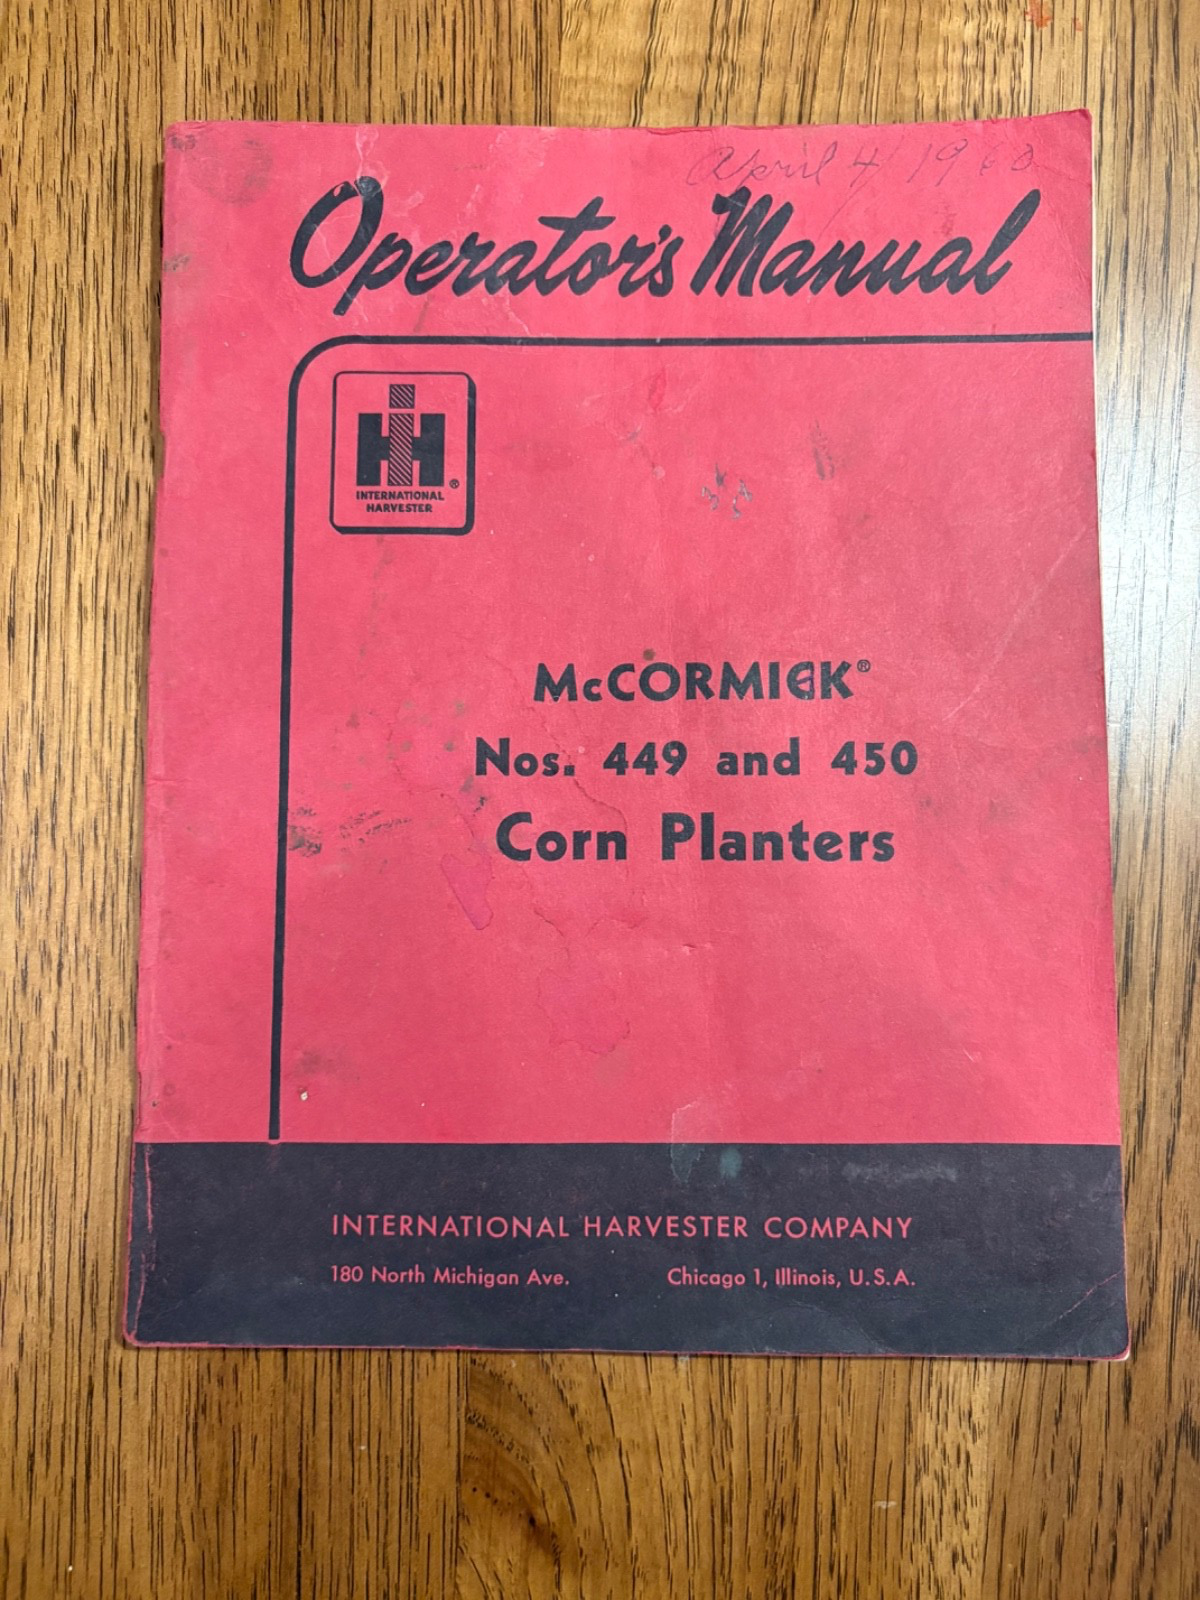 April 4, 1960
Operator's Manual
IH
®
INTERNATIONAL
HARVESTER
McCORMICK®
Nos. 449 and 450
Corn Planters
INTERNATIONAL HARVESTER COMPANY
180 North Michigan Ave. Chicago 1, Illinois, U.S.A.